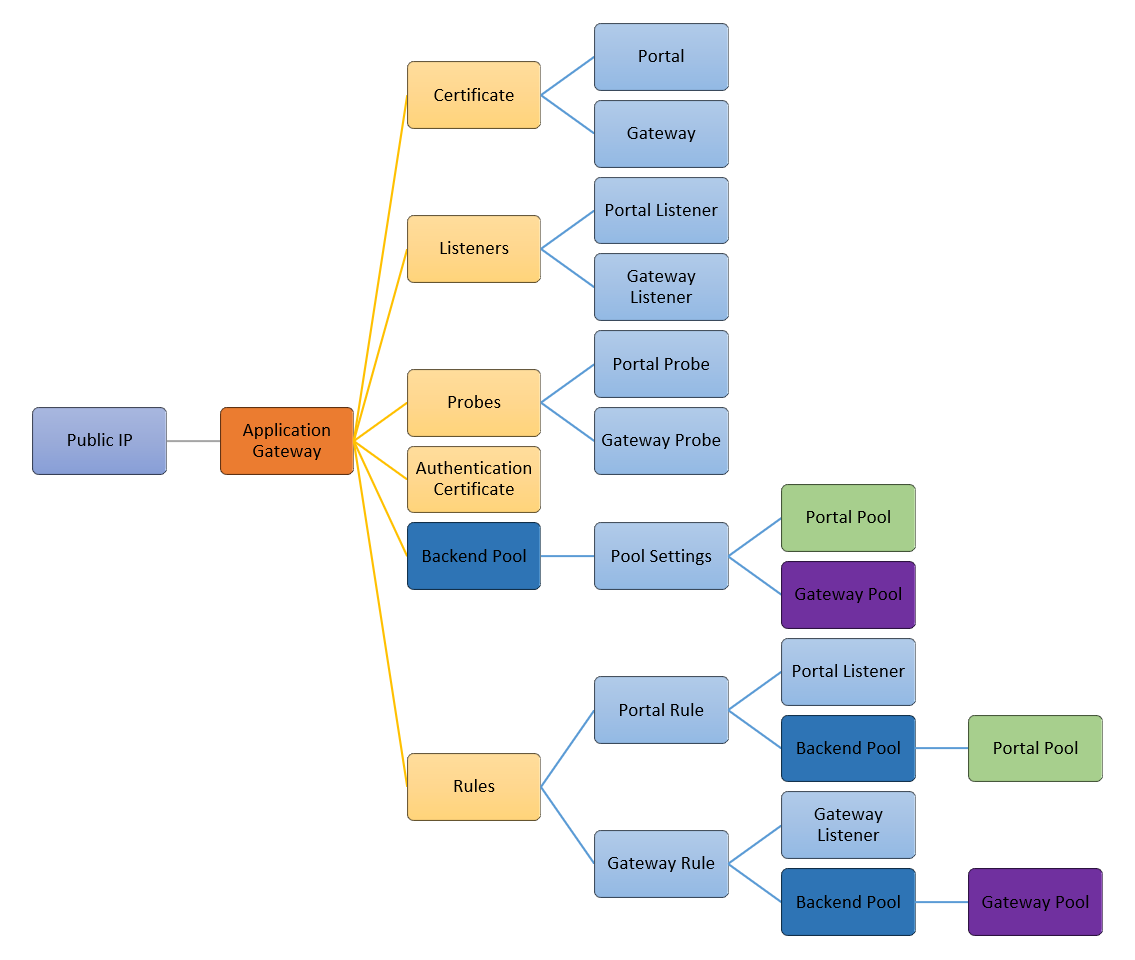 Portal
Certificate
Gateway
Portal Listener
Listeners
Gateway
Listener
Portal Probe
Probes
Public IP
Application
Gateway
Gateway Probe
Authentication
Certificate
Portal Pool
Backend Pool
Pool Settings
Gateway Pool
Portal Listener
Portal Rule
Backend Pool
Portal Pool
Rules
Gateway
Listener
Gateway Rule
Backend Pool
Gateway Pool